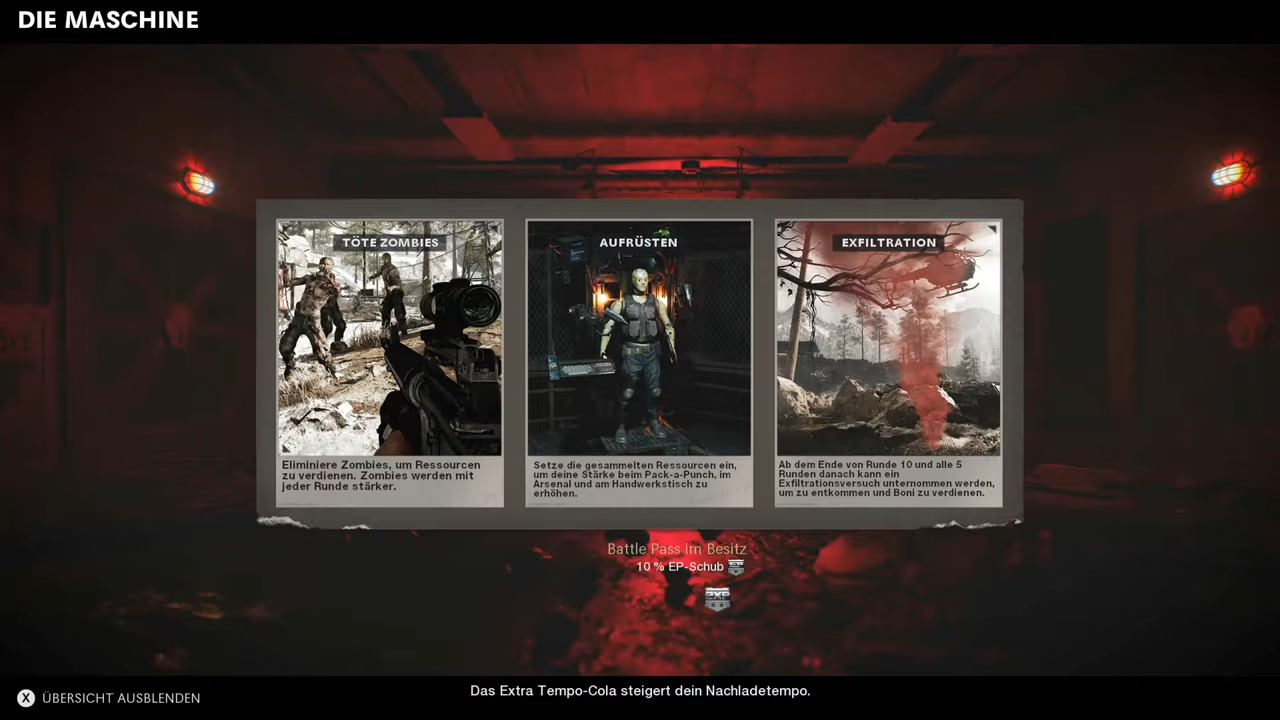 DIE MASCHINE
TÖTE ZOMBIES
Eliminiere Zombies, um Ressourcen
zu verdienen. Zombies werden mit
jeder Runde stärker.
AUFRÜSTEN
Setze die gesammelten Ressourcen ein,
um deine Stärke beim Pack-a-Punch, im
Arsenal und am Handwerkstisch zu
erhöhen.
EXFILTRATION
Ab dem Ende von Runde 10 und alle 5
Runden danach kann ein
Exfiltrationsversuch unternommen werden,
um zu entkommen und Boni zu verdienen.
Battle Pass im Besitz
10 % EP-Schub
2XP
Das Extra Tempo-Cola steigert dein Nachladetempo.
X ÜBERSICHT AUSBLENDEN